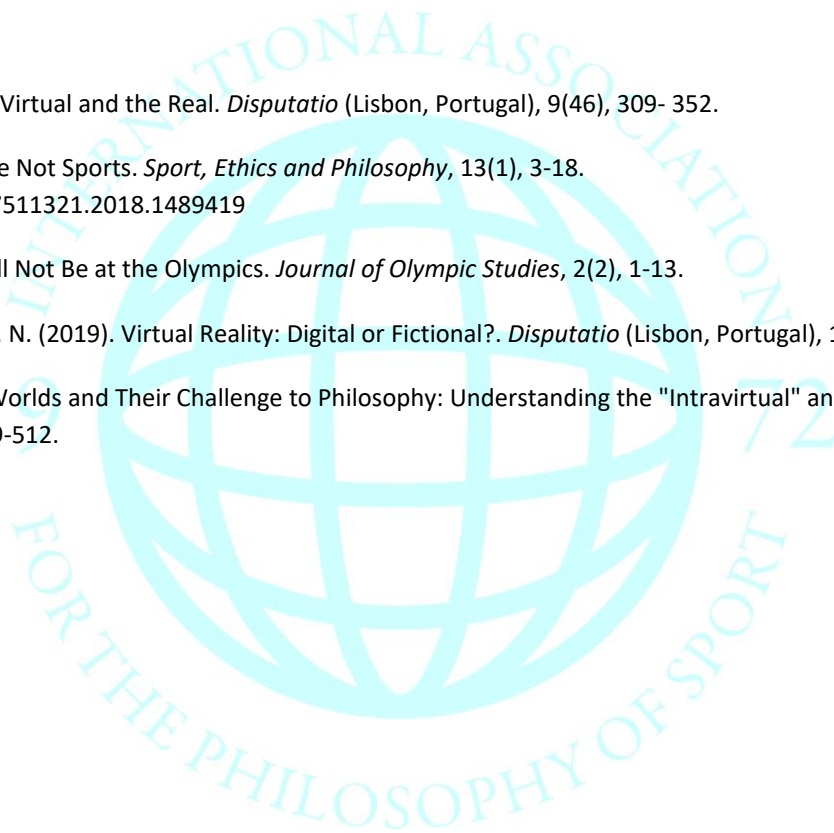 INTERNATIONAL ASSOCIATION
Virtual and the Real. Disputatio (Lisbon, Portugal), 9(46), 309- 352.
e Not Sports. Sport, Ethics and Philosophy, 13(1), 3-18.
7511321.2018.1489419
ll Not Be at the Olympics. Journal of Olympic Studies, 2(2), 1-13.
. N. (2019). Virtual Reality: Digital or Fictional?. Disputatio (Lisbon, Portugal), 1
Worlds and Their Challenge to Philosophy: Understanding the "Intravirtual" an
9-512.
19 72
FOR THE PHILOSOPHY OF SPORT